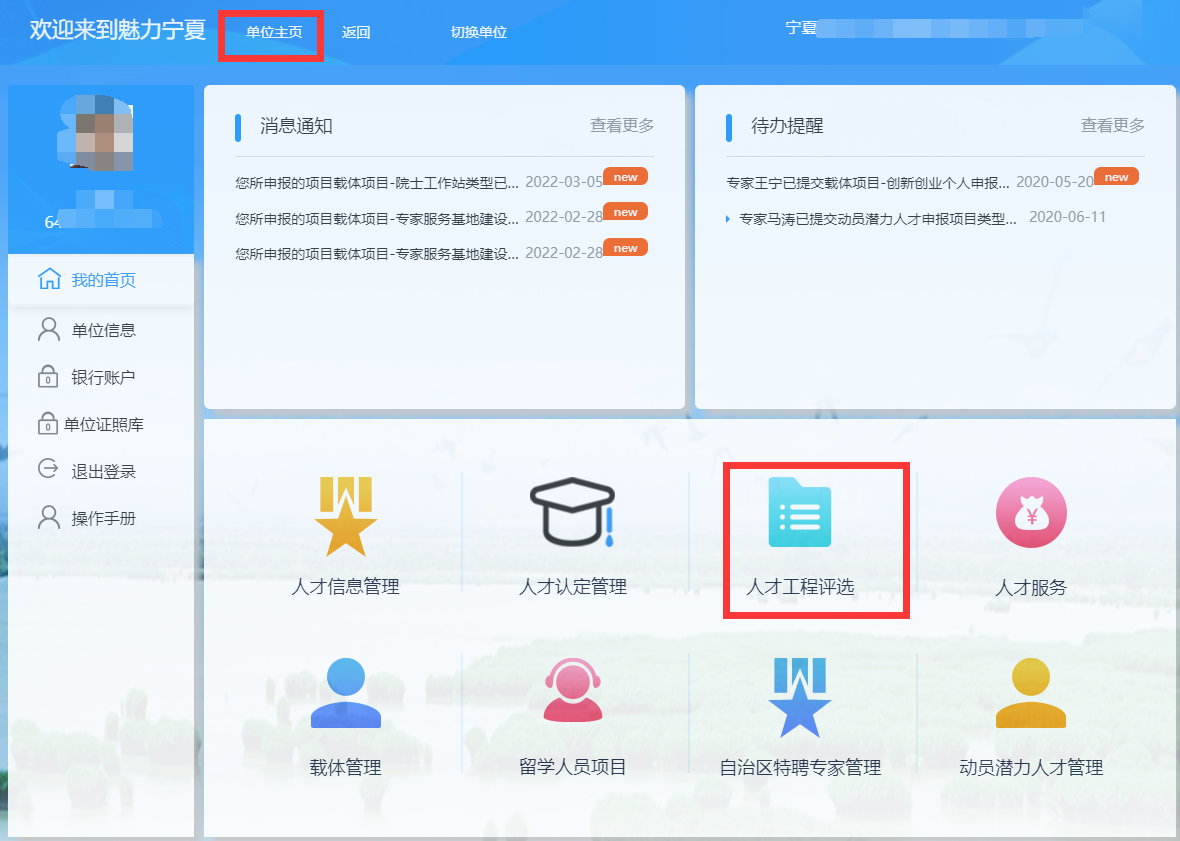 欢迎来到魅力宁夏 单位主页 返回 切换单位 宁夏
64
我的首页
单位信息
银行账户
单位证照库
退出登录
操作手册
消息通知 查看更多
您所申报的项目载体项目-院士工作站类型已... 2022-03-05 new
您所申报的项目载体项目-专家服务基地建设... 2022-02-28 new
您所申报的项目载体项目-专家服务基地建设... 2022-02-28 new
待办提醒 查看更多
专家王宁已提交载体项目-创新创业个人申报... 2020-05-20 new
专家马涛已提交动员潜力人才申报项目类型... 2020-06-11
人才信息管理 人才认定管理 人才工程评选 人才服务
载体管理 留学人员项目 自治区特聘专家管理 动员潜力人才管理